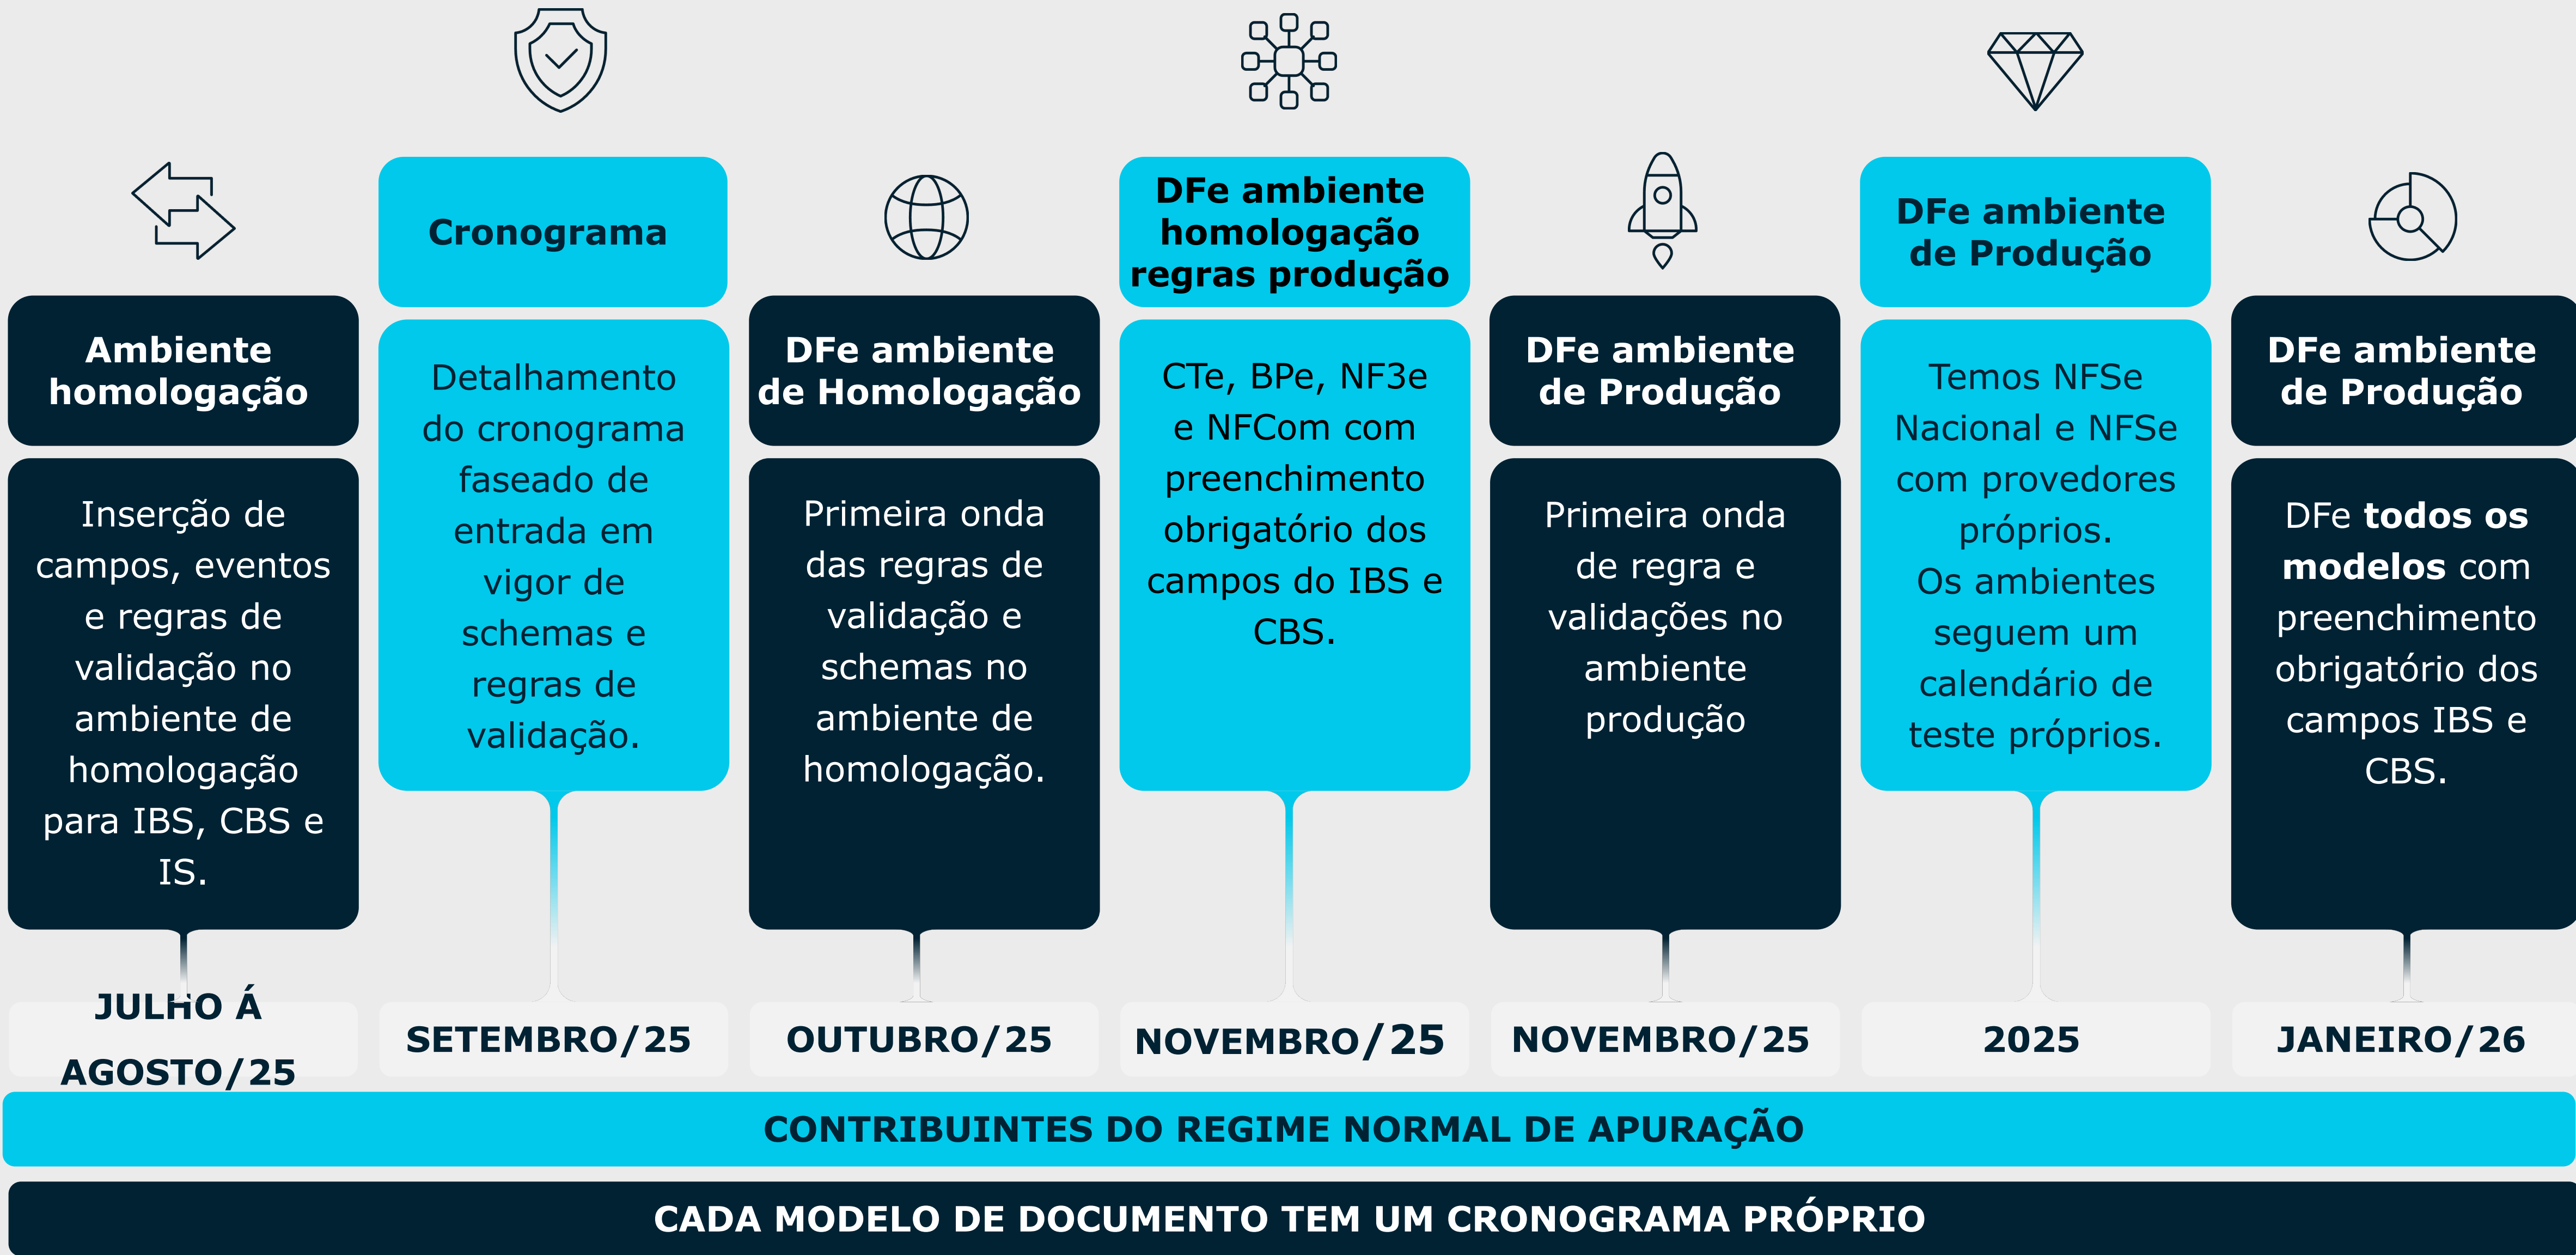 Ambiente
homologação
Inserção de
campos, eventos
e regras de
validação no
ambiente de
homologação
para IBS, CBS e
IS.
JULHO Á
AGOSTO/25
Cronograma
Detalhamento
do cronograma
faseado de
entrada em
vigor de
schemas e
regras de
validação.
SETEMBRO/25
DFe ambiente
de Homologação
Primeira onda
das regras de
validação e
schemas no
ambiente de
homologação.
OUTUBRO/25
DFe ambiente
homologação
regras produção
CTe, BPe, NF3e
e NFCom com
preenchimento
obrigatório dos
campos do IBS e
CBS.
NOVEMBRO/25
DFe ambiente
de Produção
Primeira onda
de regra e
validações no
ambiente
produção
NOVEMBRO/25
DFe ambiente
de Produção
Temos NFSe
Nacional e NFSe
com provedores
próprios.
Os ambientes
seguem um
calendário de
teste próprios.
2025
DFe ambiente
de Produção
DFe todos os
modelos com
preenchimento
obrigatório dos
campos IBS e
CBS.
JANEIRO/26
CONTRIBUINTES DO REGIME NORMAL DE APURAÇÃO
CADA MODELO DE DOCUMENTO TEM UM CRONOGRAMA PRÓPRIO